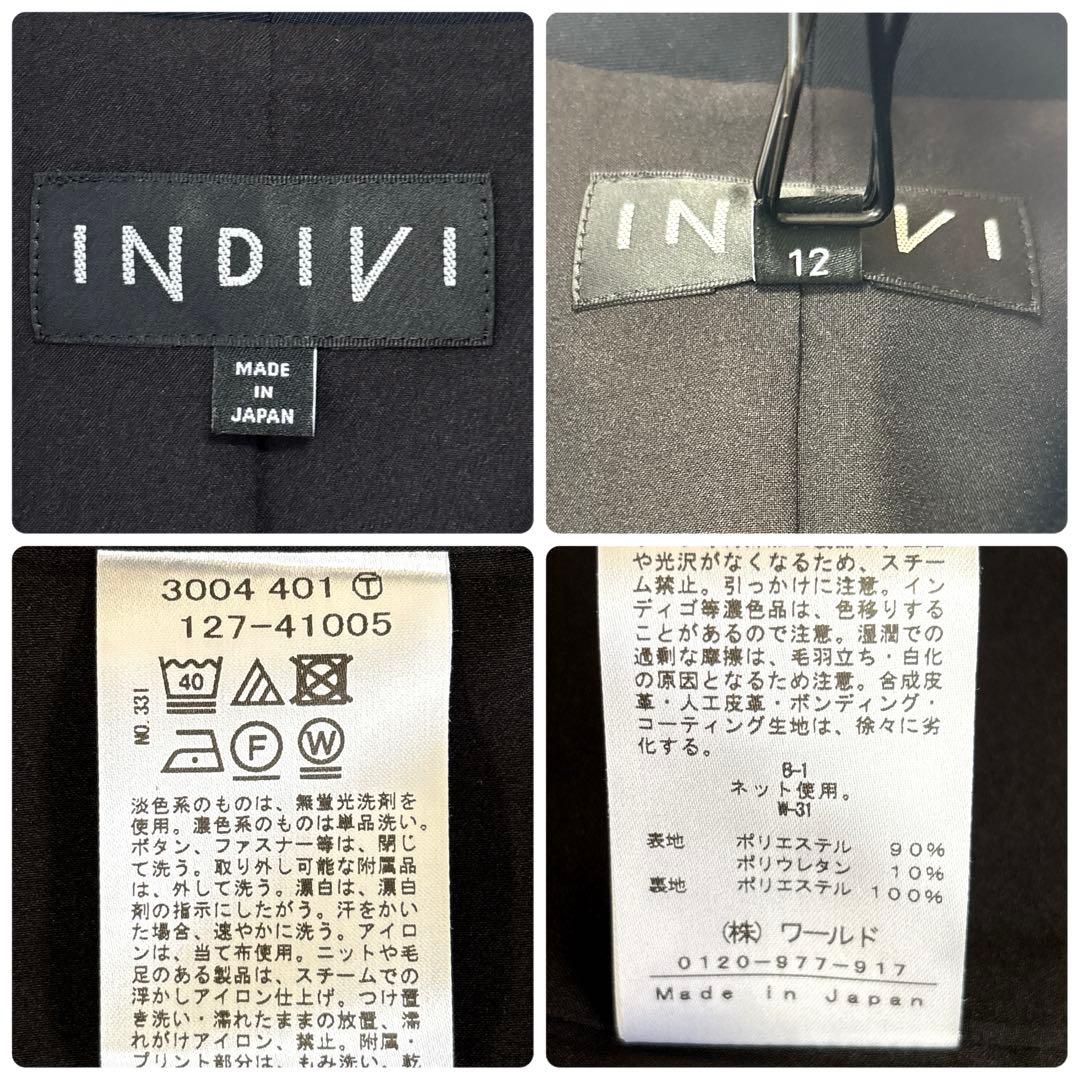 INDIVI
MADE
IN
JAPAN
IN VI
12
3004 401 Ⓣ
127-41005
NO.331
40
F W
淡色系のものは、無蛍光洗剤を
使用。濃色系のものは単品洗い。
ボタン、ファスナー等は、閉じ
て洗う。取り外し可能な附属品
は、外して洗う。漂白は、漂白
剤の指示にしたがう。汗をかい
た場合、速やかに洗う。アイロ
ンは、当て布使用。ニットや毛
足のある製品は、スチームでの
浮かしアイロン仕上げ。つけ置
き洗い・濡れたままの放置、濡
れがけアイロン、禁止。附属・
プリント部分は、もみ洗い、乾
や光沢がなくなるため、スチー
ム禁止。引っかけに注意。イン
ディゴ等濃色品は、色移りする
ことがあるので注意。湿潤での
過剰な摩擦は、毛羽立ち・白化
の原因となるため注意。合成皮
革・人工皮革・ボンディング・
コーティング生地は、徐々に劣
化する。
B-1
ネット使用。
W-31
表地 ポリエステル 90%
ポリウレタン 10%
裏地 ポリエステル 100%
(株) ワールド
0120-977-917
Made in Japan